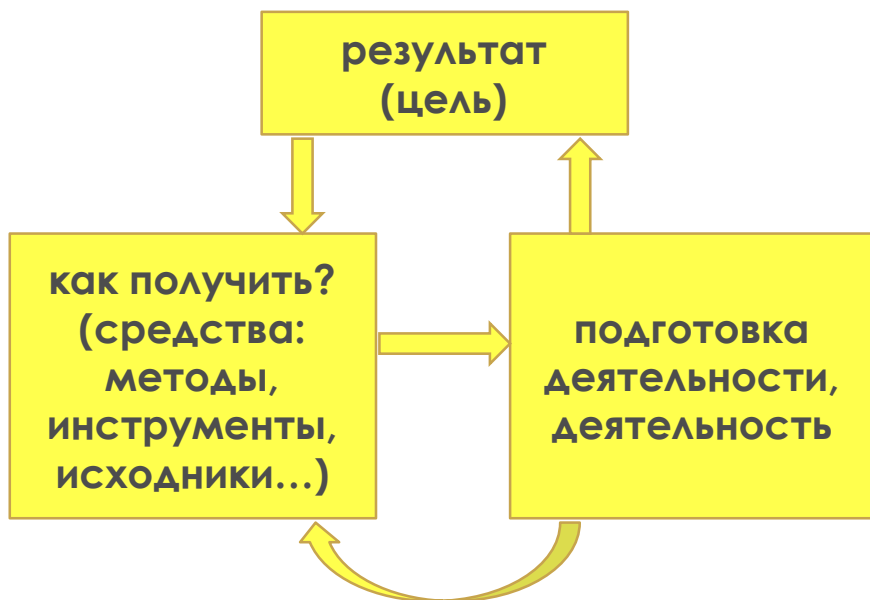 результат
(цель)
как получить?
(средства:
методы,
инструменты,
исходники...)
подготовка
деятельности,
деятельность